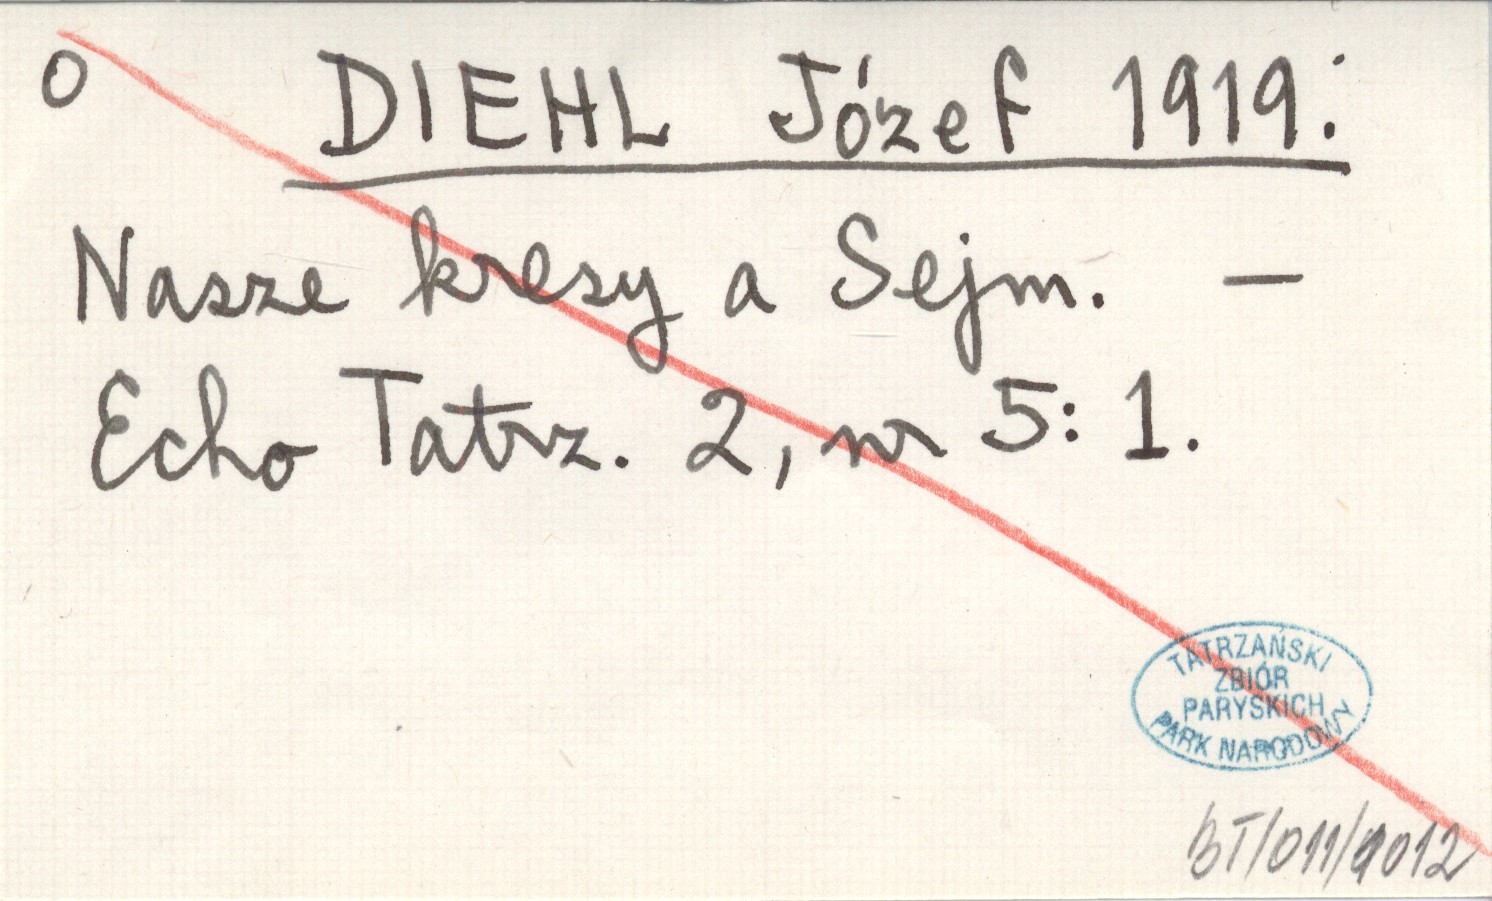 O DIEHL Józef 1919:
Nasze kresy a Sejm. —
Echo Tatrz. 2, nr 5: 1.
TATRZAŃSKI
ZBIÓR
PARYSKICH
PARK NARODOWY
BT/011/9012